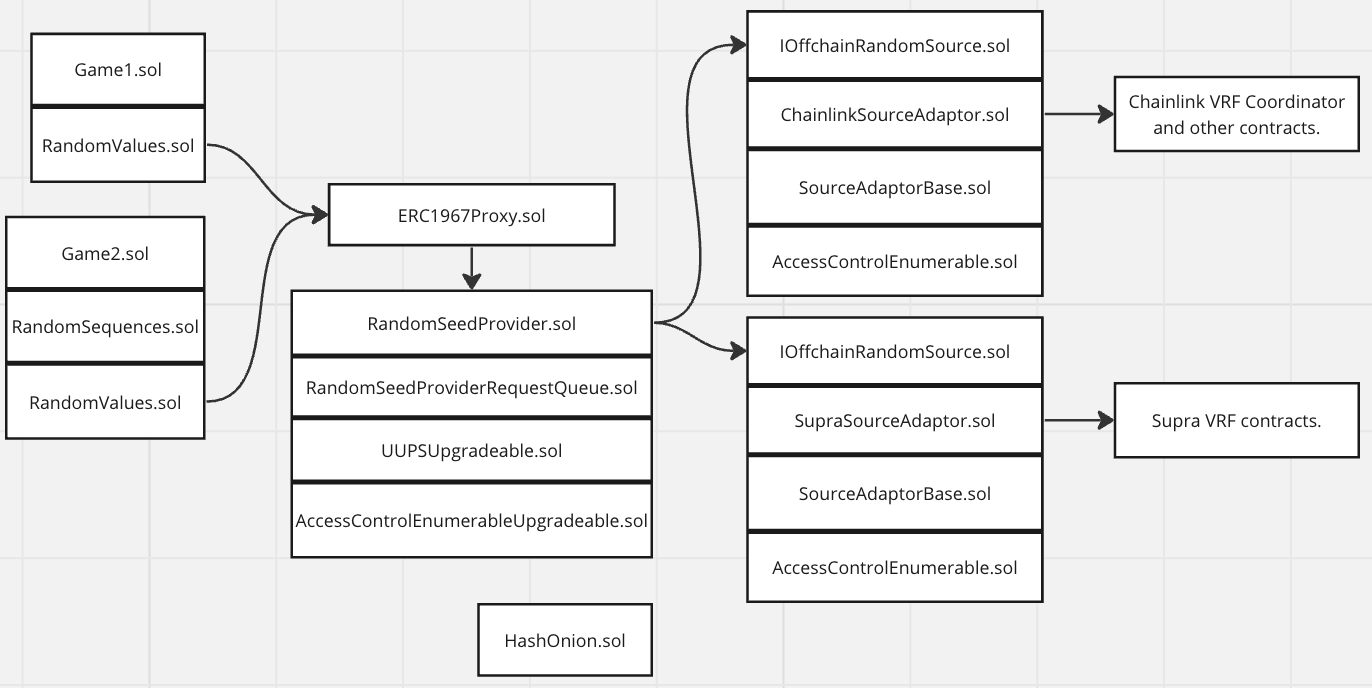 Game1.sol
RandomValues.sol
Game2.sol
RandomSequences.sol
RandomValues.sol
ERC1967Proxy.sol
RandomSeedProvider.sol
RandomSeedProviderRequestQueue.sol
UUPSUpgradeable.sol
AccessControlEnumerableUpgradeable.sol
HashOnion.sol
IOffchainRandomSource.sol
ChainlinkSourceAdaptor.sol
SourceAdaptorBase.sol
AccessControlEnumerable.sol
IOffchainRandomSource.sol
SupraSourceAdaptor.sol
SourceAdaptorBase.sol
AccessControlEnumerable.sol
Chainlink VRF Coordinator
and other contracts.
Supra VRF contracts.